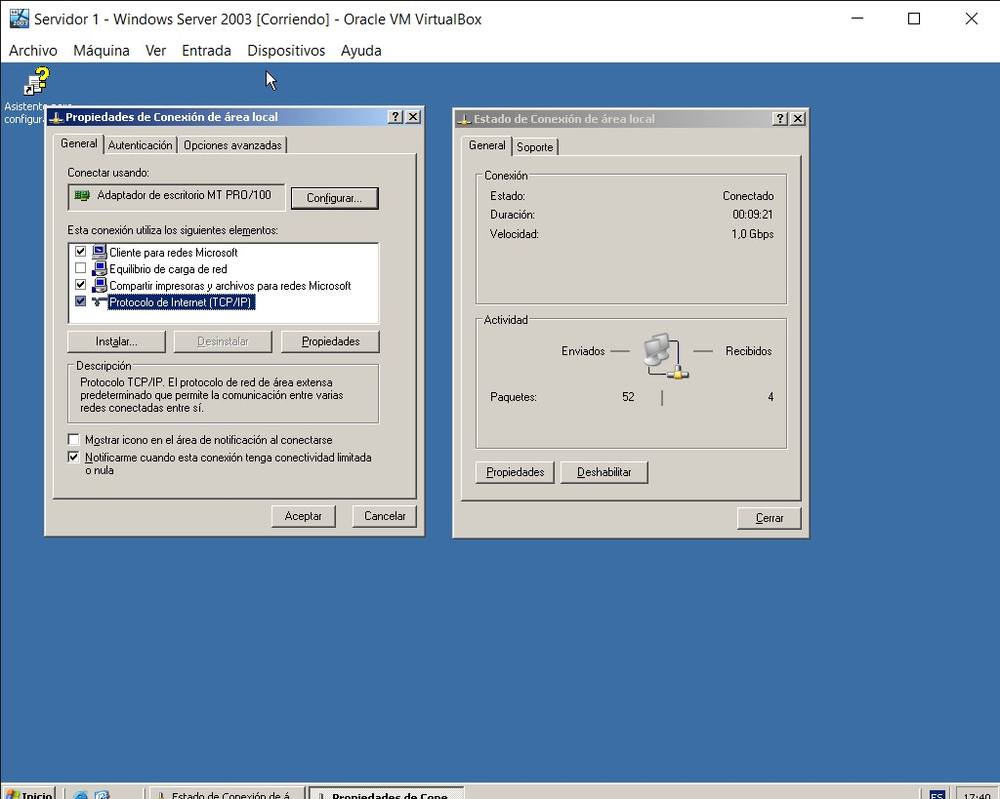 Servidor 1 - Windows Server 2003 [Corriendo] - Oracle VM VirtualBox
Archivo Máquina Ver Entrada Dispositivos Ayuda
Propiedades de Conexión de área local
General Autenticación Opciones avanzadas
Conectar usando:
Adaptador de escritorio MT PRO/100
Configurar...
Esta conexión utiliza los siguientes elementos:
Cliente para redes Microsoft
Equilibrio de carga de red
Compartir impresoras y archivos para redes Microsoft
Protocolo de Internet (TCP/IP)
Instalar... Desinstalar Propiedades
Descripción
Protocolo TCP/IP. El protocolo de red de área extensa
predeterminado que permite la comunicación entre varias
redes conectadas entre sí.
Mostrar icono en el área de notificación al conectarse
Notificarme cuando esta conexión tenga conectividad limitada
o nula
Aceptar Cancelar
Estado de Conexión de área local
General Soporte
Conexión
Estado: Conectado
Duración: 00:09:21
Velocidad: 1,0 Gbps
Actividad
Enviados Recibidos
Paquetes: 52 4
Propiedades Deshabilitar
Cerrar
Inicio Estado de Conexión de á... Propiedades de Cone... ES 17:40